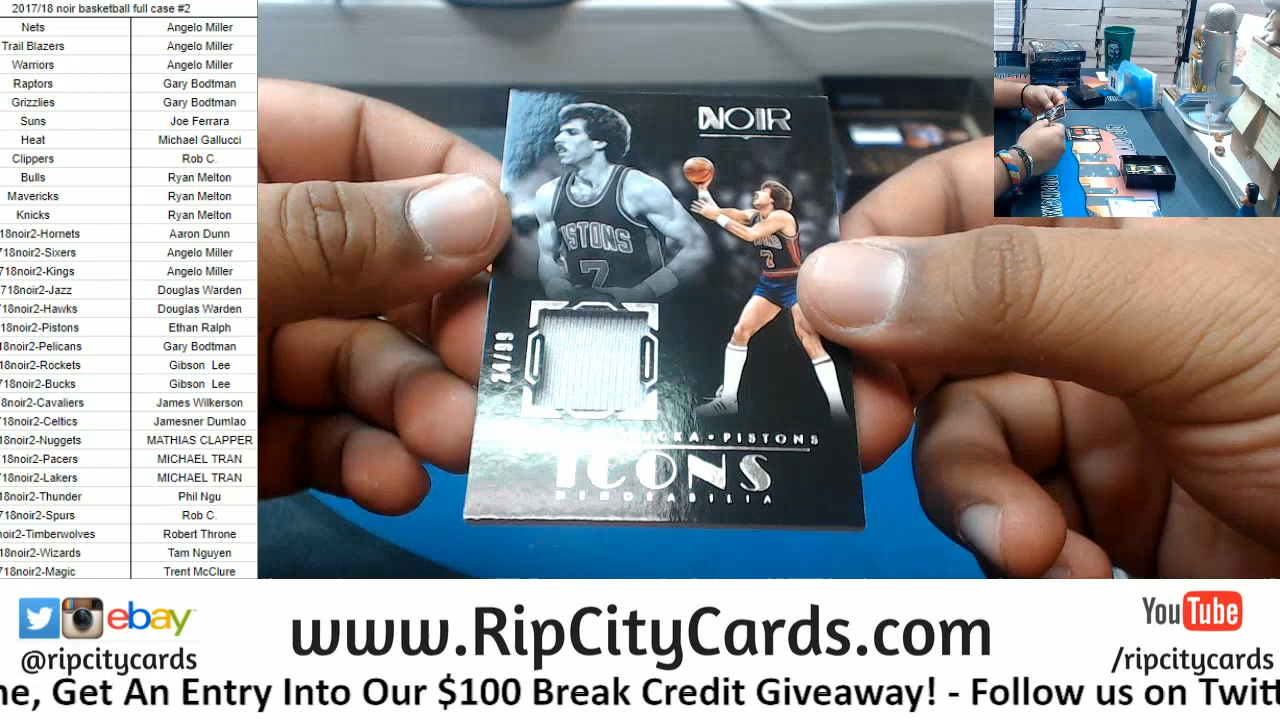 2017/18 noir basketball full case #2
Nets Angelo Miller
Trail Blazers Angelo Miller
Warriors Angelo Miller
Raptors Gary Bodtman
Grizzlies Gary Bodtman
Suns Joe Ferrara
Heat Michael Gallucci
Clippers Rob C.
Bulls Ryan Melton
Mavericks Ryan Melton
Knicks Ryan Melton
18noir2-Hornets Aaron Dunn
718noir2-Sixers Angelo Miller
718noir2-Kings Angelo Miller
718noir2-Jazz Douglas Warden
718noir2-Hawks Douglas Warden
718noir2-Pistons Ethan Ralph
18noir2-Pelicans Gary Bodtman
18noir2-Rockets Gibson Lee
718noir2-Bucks Gibson Lee
8noir2-Cavaliers James Wilkerson
718noir2-Celtics Jamesner Dumlao
18noir2-Nuggets MATHIAS CLAPPER
718noir2-Pacers MICHAEL TRAN
718noir2-Lakers MICHAEL TRAN
18noir2-Thunder Phil Ngu
718noir2-Spurs Rob C.
noir2-Timberwolves Robert Throne
18noir2-Wizards Tam Nguyen
718noir2-Magic Trent McClure
NOIR
PISTONS
7
7
24/99
CKA • PISTONS
ICONS
MEMORABILIA
ebay
@ripcitycards
www.RipCityCards.com
YouTube
/ripcitycards
ne, Get An Entry Into Our $100 Break Credit Giveaway! - Follow us on Twitt